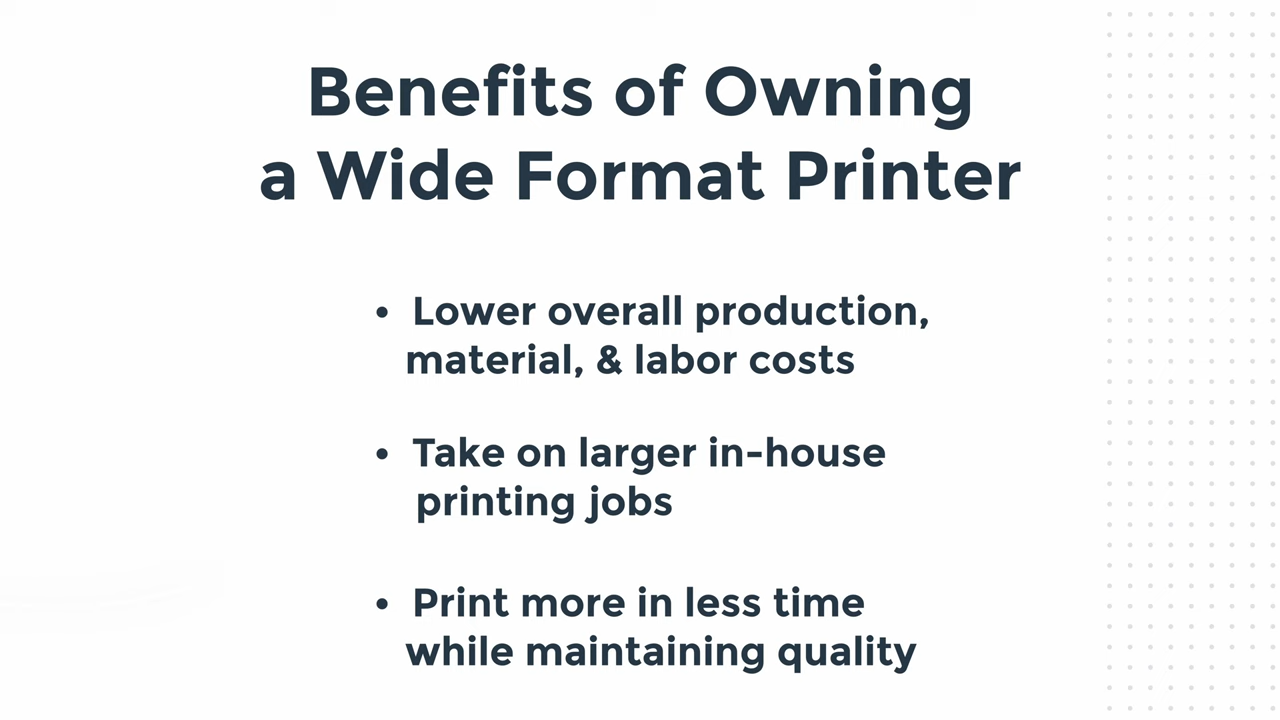 Benefits of Owning
a Wide Format Printer
• Lower overall production,
material, & labor costs
• Take on larger in-house
printing jobs
• Print more in less time
while maintaining quality